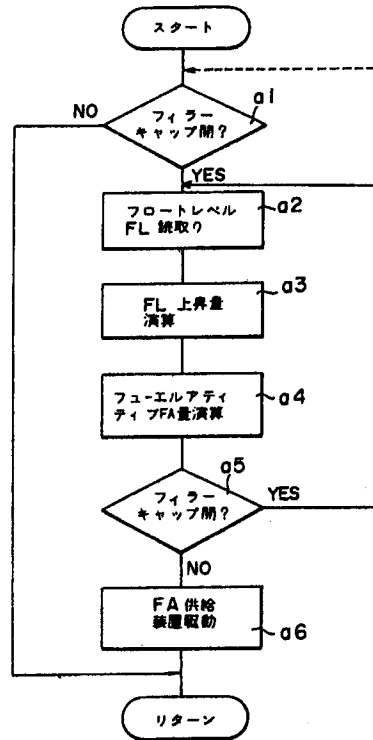 スタート
フィラー
キャップ開?
a1
NO
YES
フロートレベル
FL 読取り
a2
FL 上昇量
演算
a3
フューエルアティ
ティブFA量演算
a4
フィラー
キャップ開?
a5
YES
NO
FA 供給
装置駆動
a6
リターン